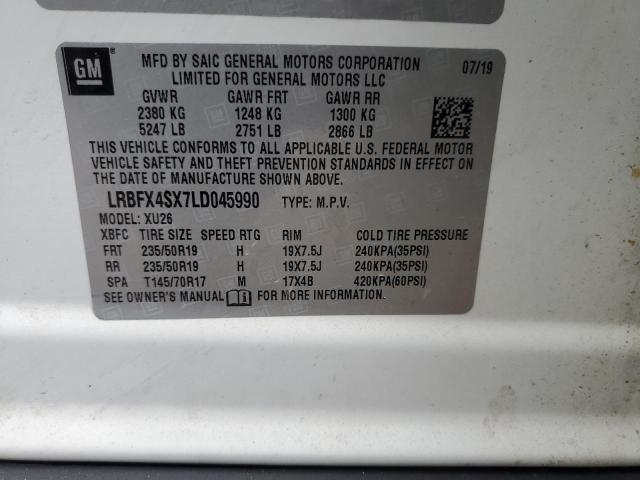 GM
MFD BY SAIC GENERAL MOTORS CORPORATION
LIMITED FOR GENERAL MOTORS LLC
07/19
GVWR GAWR FRT GAWR RR
2380 KG 1248 KG 1300 KG
5247 LB 2751 LB 2866 LB
THIS VEHICLE CONFORMS TO ALL APPLICABLE U.S. FEDERAL MOTOR
VEHICLE SAFETY AND THEFT PREVENTION STANDARDS IN EFFECT ON
THE DATE OF MANUFACTURE SHOWN ABOVE.
LRBFX4SX7LD045990 TYPE: M.P.V.
MODEL: XU26
XBFC TIRE SIZE SPEED RTG RIM COLD TIRE PRESSURE
FRT 235/50R19 H 19X7.5J 240KPA(35PSI)
RR 235/50R19 H 19X7.5J 240KPA(35PSI)
SPA T145/70R17 M 17X4B 420KPA(60PSI)
SEE OWNER'S MANUAL FOR MORE INFORMATION.